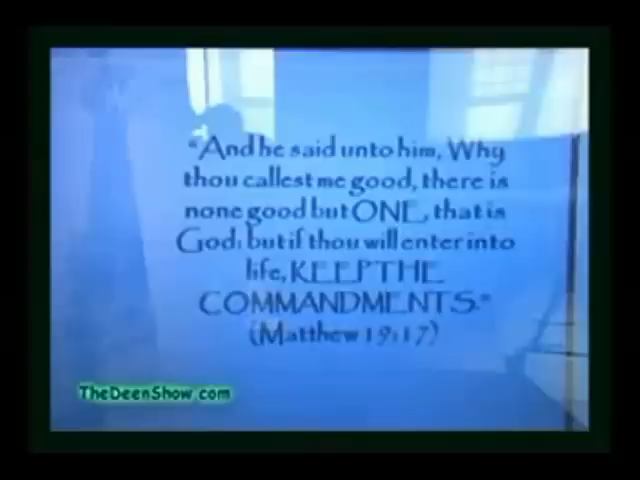 "And he said unto him, Why
thou callest me good, there is
none good but ONE, that is
God: but if thou will enter into
life, KEEP THE
COMMANDMENTS."
(Matthew 19:17)
TheDeenShow.com